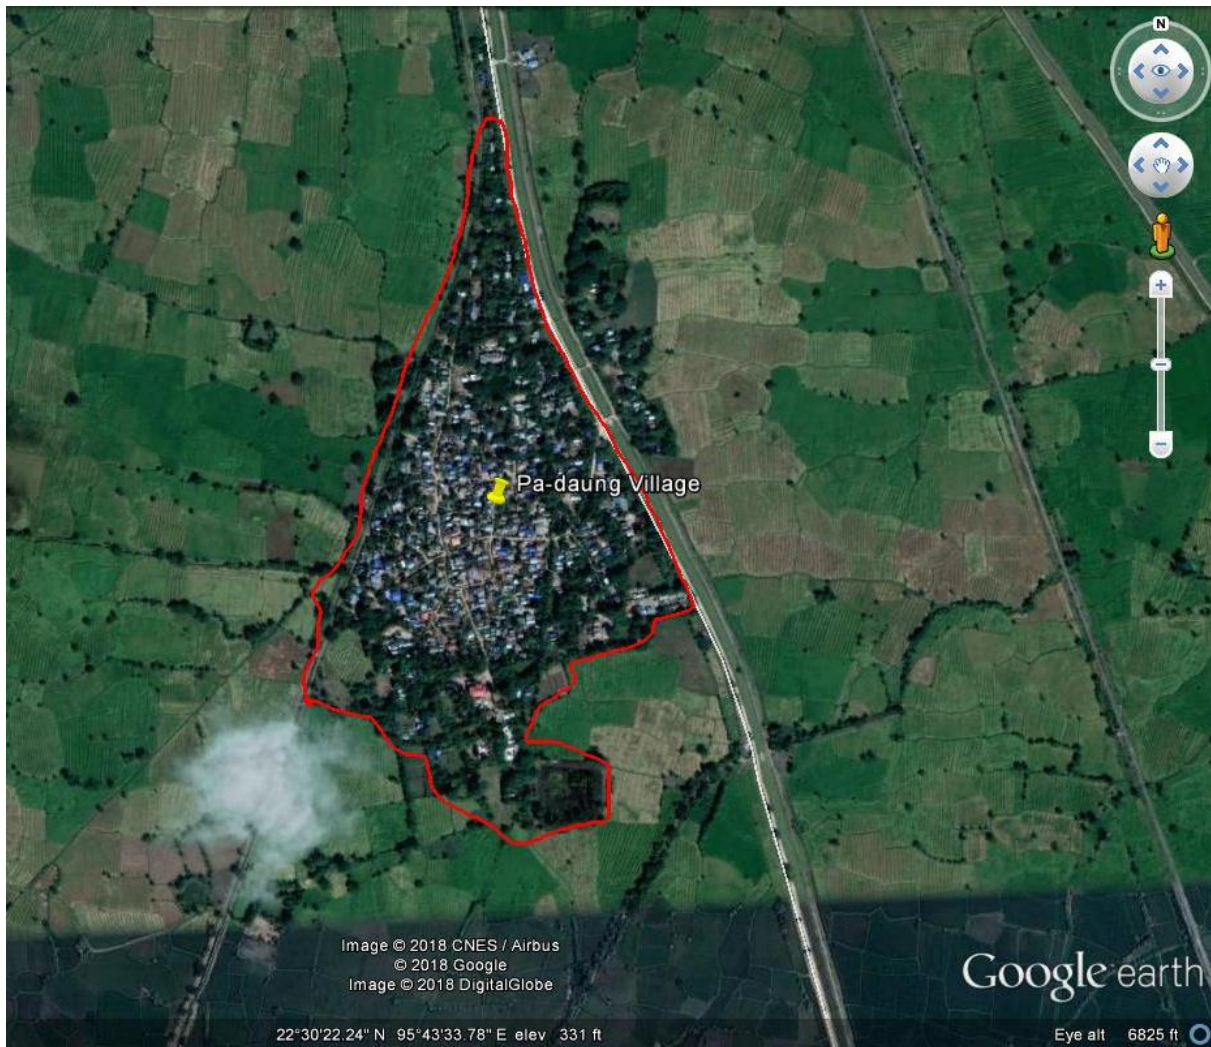 N
Pa-daung Village
Image © 2018 CNES / Airbus
© 2018 Google
Image © 2018 DigitalGlobe
Google earth
22°30'22.24" N 95°43'33.78" E elev 331 ft
Eye alt 6825 ft